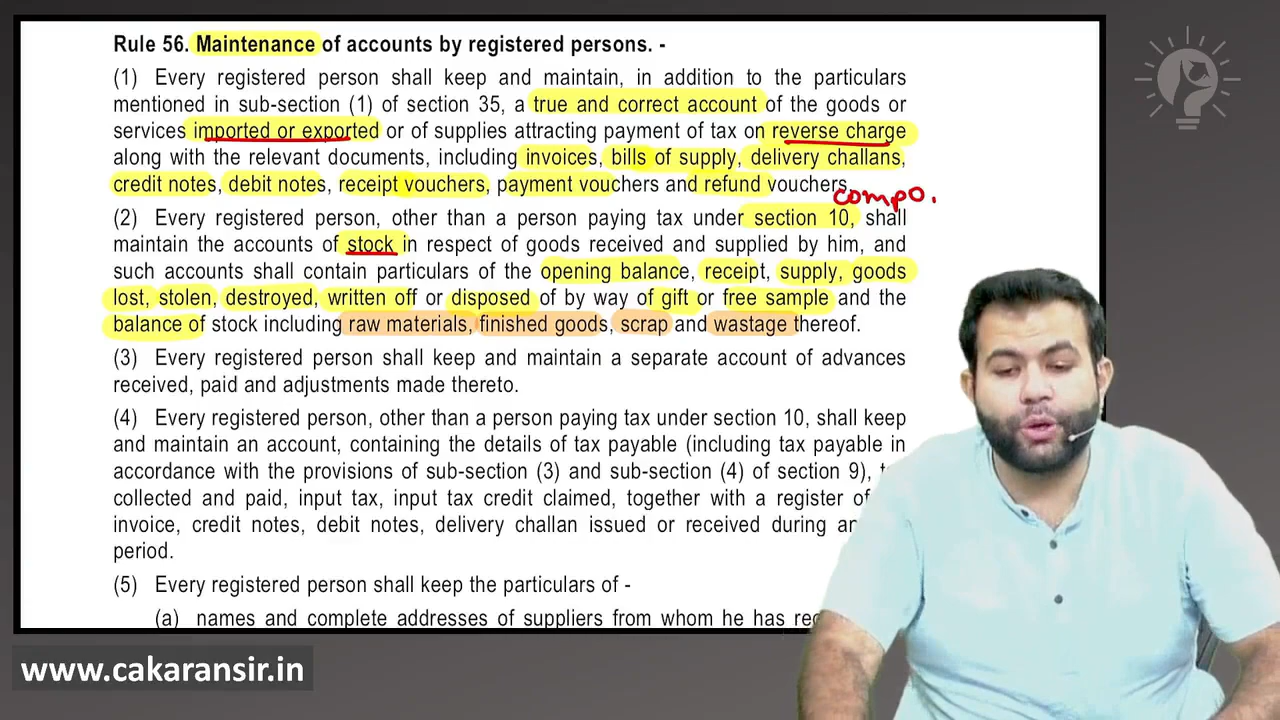 Rule 56. Maintenance of accounts by registered persons. -
(1) Every registered person shall keep and maintain, in addition to the particulars
mentioned in sub-section (1) of section 35, a true and correct account of the goods or
services imported or exported or of supplies attracting payment of tax on reverse charge
along with the relevant documents, including invoices, bills of supply, delivery challans,
credit notes, debit notes, receipt vouchers, payment vouchers and refund vouchers.
compo.
(2) Every registered person, other than a person paying tax under section 10, shall
maintain the accounts of stock in respect of goods received and supplied by him, and
such accounts shall contain particulars of the opening balance, receipt, supply, goods
lost, stolen, destroyed, written off or disposed of by way of gift or free sample and the
balance of stock including raw materials, finished goods, scrap and wastage thereof.
(3) Every registered person shall keep and maintain a separate account of advances
received, paid and adjustments made thereto.
(4) Every registered person, other than a person paying tax under section 10, shall keep
and maintain an account, containing the details of tax payable (including tax payable in
accordance with the provisions of sub-section (3) and sub-section (4) of section 9),
collected and paid, input tax, input tax credit claimed, together with a register of
invoice, credit notes, debit notes, delivery challan issued or received during
period.
(5) Every registered person shall keep the particulars of -
(a) names and complete addresses of suppliers from whom he has
www.cakaransir.in